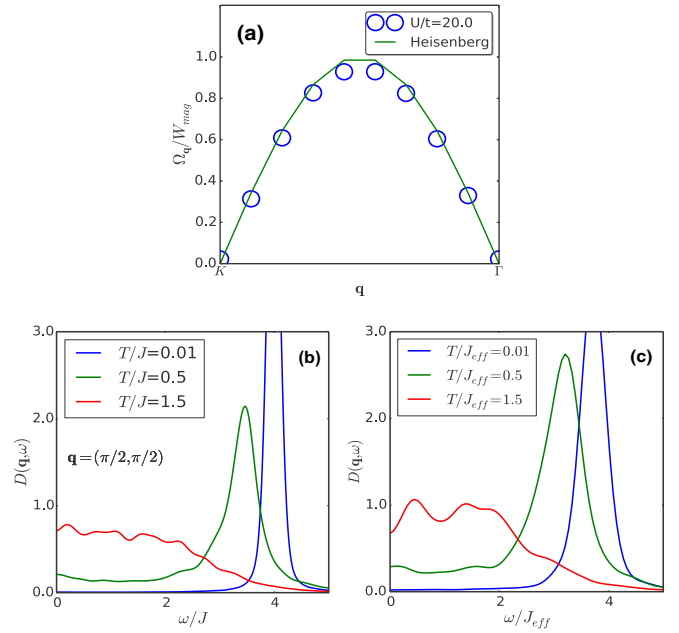 (a)
U/t=20.0
Heisenberg
1.0
0.8
0.6
0.4
0.2
0.0
Ω_q/W_mag
K
Γ
q
3.0
2.0
1.0
0.0
D(q,ω)
T/J=0.01
T/J=0.5
T/J=1.5
(b)
q=(π/2,π/2)
0
2
4
ω/J
3.0
2.0
1.0
0.0
D(q,ω)
T/J_eff=0.01
T/J_eff=0.5
T/J_eff=1.5
(c)
0
2
4
ω/J_eff